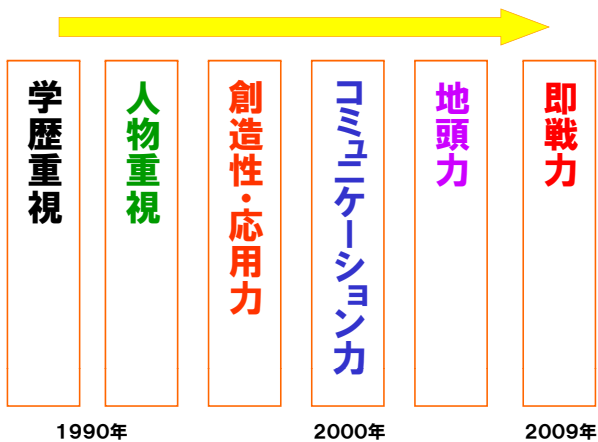 学歴重視
人物重視
創造性・応用力
コミュニケーション力
地頭力
即戦力
1990年
2000年
2009年